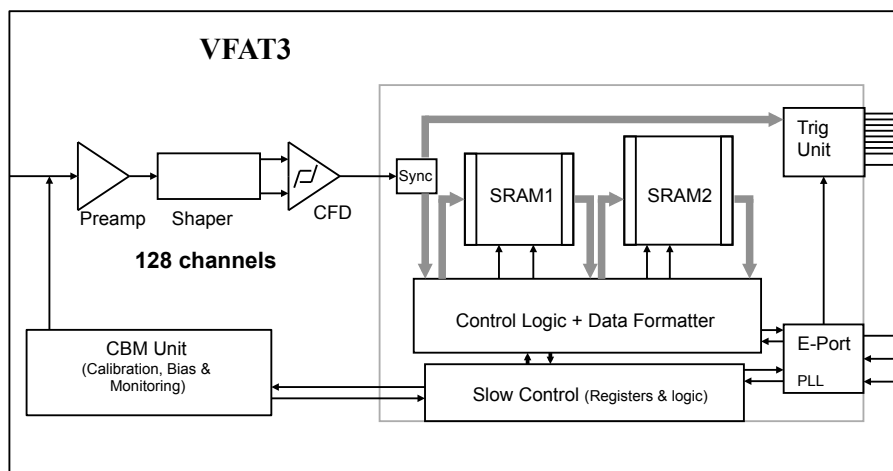 VFAT3
Trig
Unit
Sync
SRAM1
SRAM2
Preamp
Shaper
CFD
128 channels
Control Logic + Data Formatter
CBM Unit
(Calibration, Bias &
Monitoring)
E-Port
PLL
Slow Control (Registers & logic)